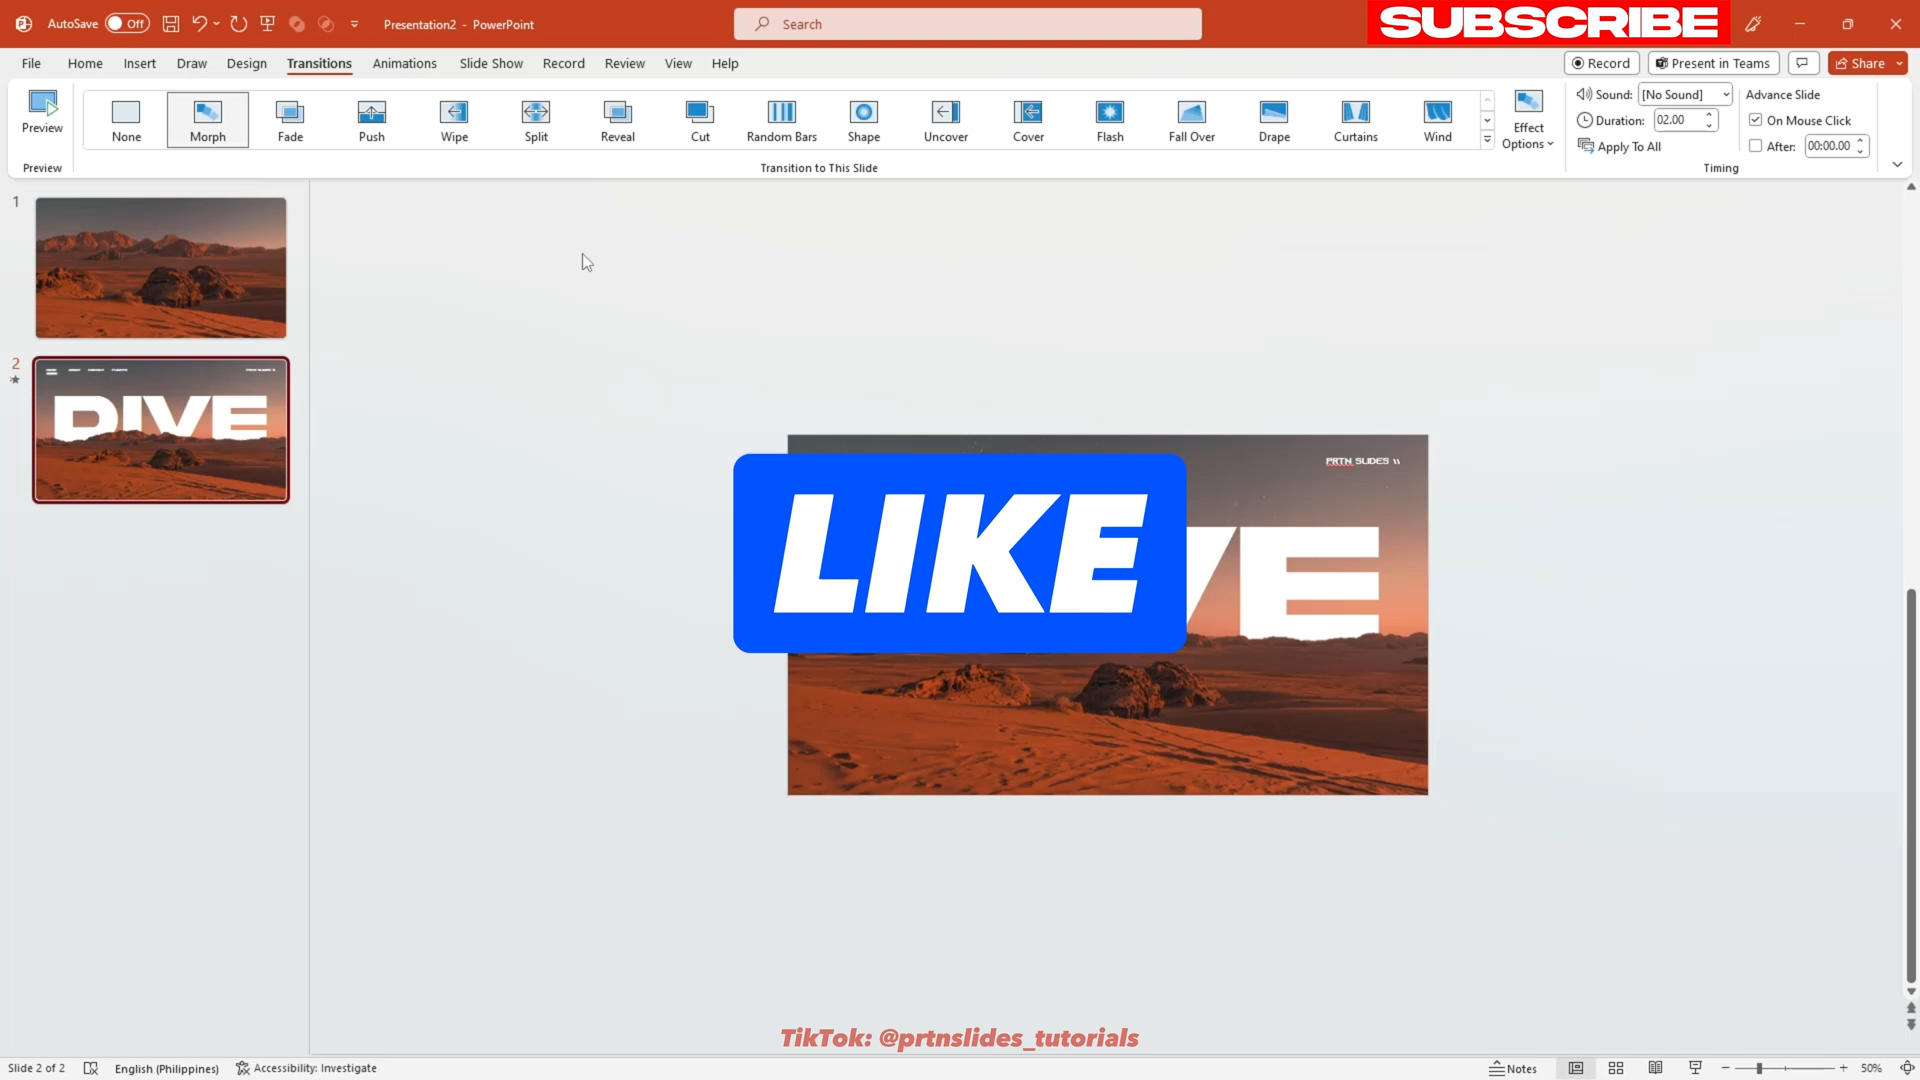 AutoSave Off Presentation2 - PowerPoint Search SUBSCRIBE
File Home Insert Draw Design Transitions Animations Slide Show Record Review View Help Record Present in Teams Share
Preview None Morph Fade Push Wipe Split Reveal Cut Random Bars Shape Uncover Cover Flash Fall Over Drape Curtains Wind
Effect Options
Sound: [No Sound] Advance Slide
Duration: 02.00 On Mouse Click
Apply To All After: 00:00.00
Preview Transition to This Slide Timing
1
2
DIVE
PRTN SLIDES \\
VE
LIKE
TikTok: @prtnslides_tutorials
Slide 2 of 2 English (Philippines) Accessibility: Investigate Notes 50%